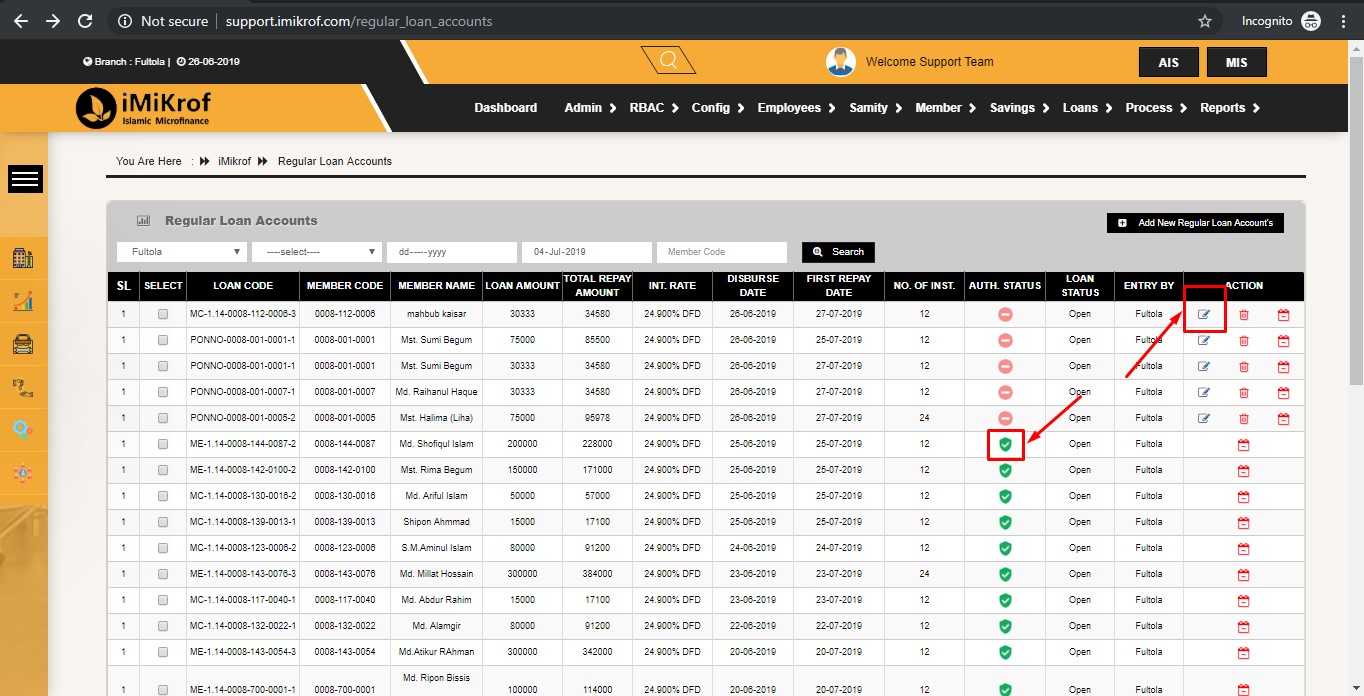 Not secure | support.imikrof.com/regular_loan_accounts Incognito
Branch : Fultola | 26-06-2019 Welcome Support Team AIS MIS
iMiKrof
Islamic Microfinance
Dashboard Admin RBAC Config Employees Samity Member Savings Loans Process Reports
You Are Here : iMikrof Regular Loan Accounts
Regular Loan Accounts Add New Regular Loan Account's
Fultola ----select---- dd-----yyyy 04-Jul-2019 Member Code Search
SL SELECT LOAN CODE MEMBER CODE MEMBER NAME LOAN AMOUNT TOTAL REPAY AMOUNT INT. RATE DISBURSE DATE FIRST REPAY DATE NO. OF INST. AUTH. STATUS LOAN STATUS ENTRY BY ACTION
1 MC-1.14-0008-112-0006-3 0008-112-0006 mahbub kaisar 30333 34580 24.900% DFD 26-06-2019 27-07-2019 12 Open Fultola
1 PONNO-0008-001-0001-1 0008-001-0001 Mst. Sumi Begum 75000 85500 24.900% DFD 26-06-2019 27-07-2019 12 Open Fultola
1 PONNO-0008-001-0001-1 0008-001-0001 Mst. Sumi Begum 30333 34580 24.900% DFD 26-06-2019 27-07-2019 12 Open Fultola
1 PONNO-0008-001-0007-1 0008-001-0007 Md. Raihanul Haque 30333 34580 24.900% DFD 26-06-2019 27-07-2019 12 Open Fultola
1 PONNO-0008-001-0005-2 0008-001-0005 Mst. Halima (Liha) 75000 95978 24.900% DFD 26-06-2019 27-07-2019 24 Open Fultola
1 ME-1.14-0008-144-0087-2 0008-144-0087 Md. Shofiqul Islam 200000 228000 24.900% DFD 25-06-2019 25-07-2019 12 Open Fultola
1 ME-1.14-0008-142-0100-2 0008-142-0100 Mst. Rima Begum 150000 171000 24.900% DFD 25-06-2019 25-07-2019 12 Open Fultola
1 MC-1.14-0008-130-0016-2 0008-130-0016 Md. Ariful Islam 50000 57000 24.900% DFD 25-06-2019 25-07-2019 12 Open Fultola
1 MC-1.14-0008-139-0013-1 0008-139-0013 Shipon Ahmmad 15000 17100 24.900% DFD 25-06-2019 25-07-2019 12 Open Fultola
1 MC-1.14-0008-123-0006-2 0008-123-0006 S.M.Aminul Islam 80000 91200 24.900% DFD 24-06-2019 24-07-2019 12 Open Fultola
1 ME-1.14-0008-143-0076-3 0008-143-0076 Md. Millat Hossain 300000 384000 24.900% DFD 23-06-2019 23-07-2019 24 Open Fultola
1 MC-1.14-0008-117-0040-1 0008-117-0040 Md. Abdur Rahim 15000 17100 24.900% DFD 23-06-2019 23-07-2019 12 Open Fultola
1 MC-1.14-0008-132-0022-1 0008-132-0022 Md. Alamgir 80000 91200 24.900% DFD 22-06-2019 22-07-2019 12 Open Fultola
1 ME-1.14-0008-143-0054-3 0008-143-0054 Md.Atikur RAhman 300000 342000 24.900% DFD 20-06-2019 20-07-2019 12 Open Fultola
1 ME-1.14-0008-700-0001-1 0008-700-0001 Md. Ripon Bissis 100000 114000 24.900% DFD 20-06-2019 20-07-2019 12 Open Fultola